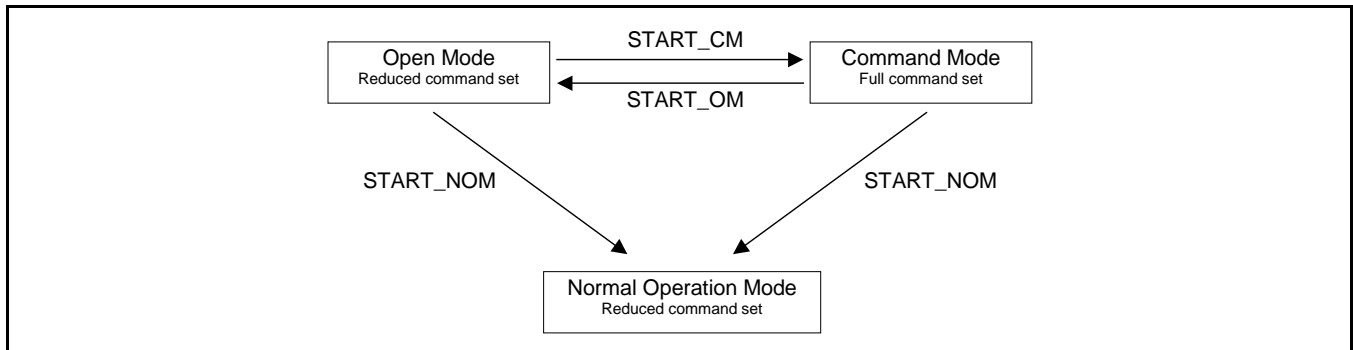 START_CM
Open Mode
Reduced command set
Command Mode
Full command set
START_OM
START_NOM
START_NOM
Normal Operation Mode
Reduced command set